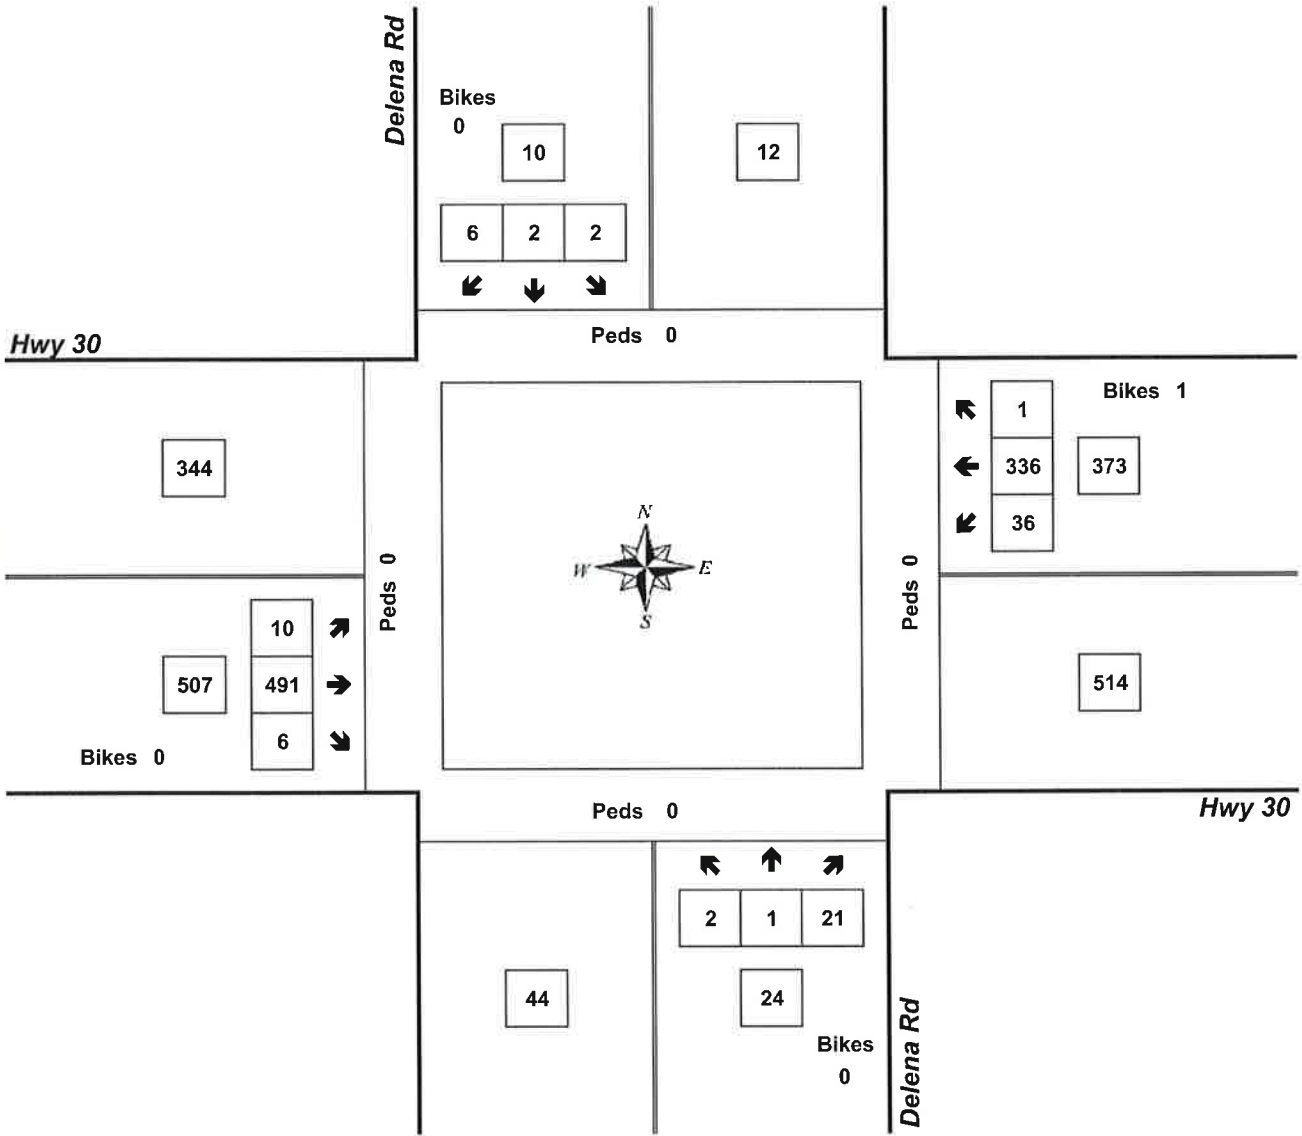 Delena Rd
Bikes
0
10
12
6 2 2
Peds 0
Hwy 30
1
Bikes 1
344
336
373
36
N
W E
S
Peds 0
Peds 0
10
507
491
514
6
Bikes 0
Peds 0
Hwy 30
2 1 21
44
24
Bikes
0
Delena Rd